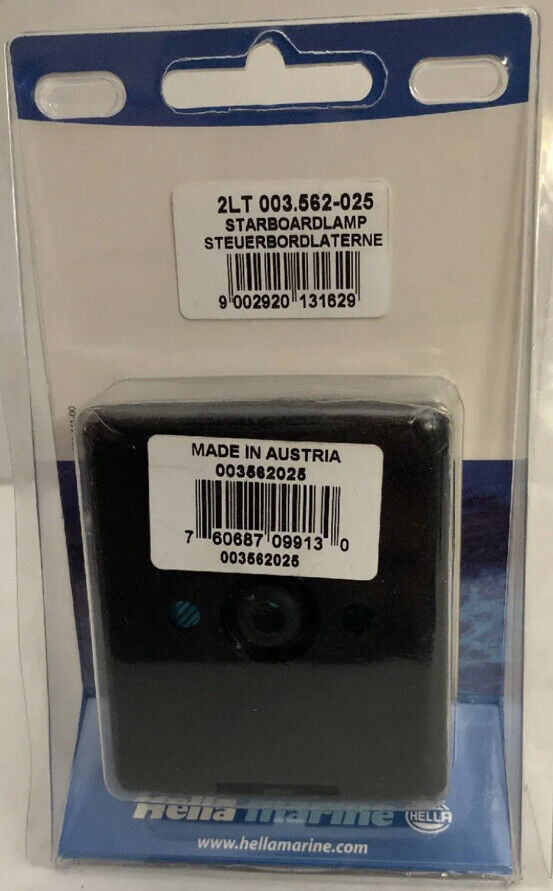 2LT 003.562-025
STARBOARDLAMP
STEUERBORDLATERNE
9 002920 131629
MADE IN AUSTRIA
003562025
7 60687 09913 0
003562025
Hella marine
HELLA
www.hellamarine.com